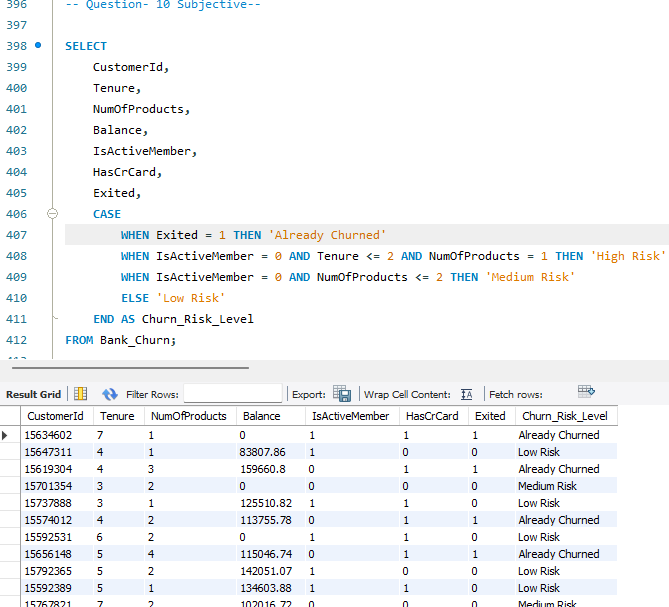 396 -- Question- 10 Subjective--
397
398 SELECT
399 CustomerId,
400 Tenure,
401 NumOfProducts,
402 Balance,
403 IsActiveMember,
404 HasCrCard,
405 Exited,
406 CASE
407 WHEN Exited = 1 THEN 'Already Churned'
408 WHEN IsActiveMember = 0 AND Tenure <= 2 AND NumOfProducts = 1 THEN 'High Risk'
409 WHEN IsActiveMember = 0 AND NumOfProducts <= 2 THEN 'Medium Risk'
410 ELSE 'Low Risk'
411 END AS Churn_Risk_Level
412 FROM Bank_Churn;
Result Grid Filter Rows: Export: Wrap Cell Content: Fetch rows:
CustomerId Tenure NumOfProducts Balance IsActiveMember HasCrCard Exited Churn_Risk_Level
15634602 7 1 0 1 1 1 Already Churned
15647311 4 1 83807.86 1 0 0 Low Risk
15619304 4 3 159660.8 0 1 1 Already Churned
15701354 3 2 0 0 0 0 Medium Risk
15737888 3 1 125510.82 1 1 0 Low Risk
15574012 4 2 113755.78 0 1 1 Already Churned
15592531 6 2 0 1 1 0 Low Risk
15656148 5 4 115046.74 0 1 1 Already Churned
15792365 5 2 142051.07 1 0 0 Low Risk
15592389 5 1 134603.88 1 1 0 Low Risk
15767821 7 2 102016.72 0 0 0 Medium Risk